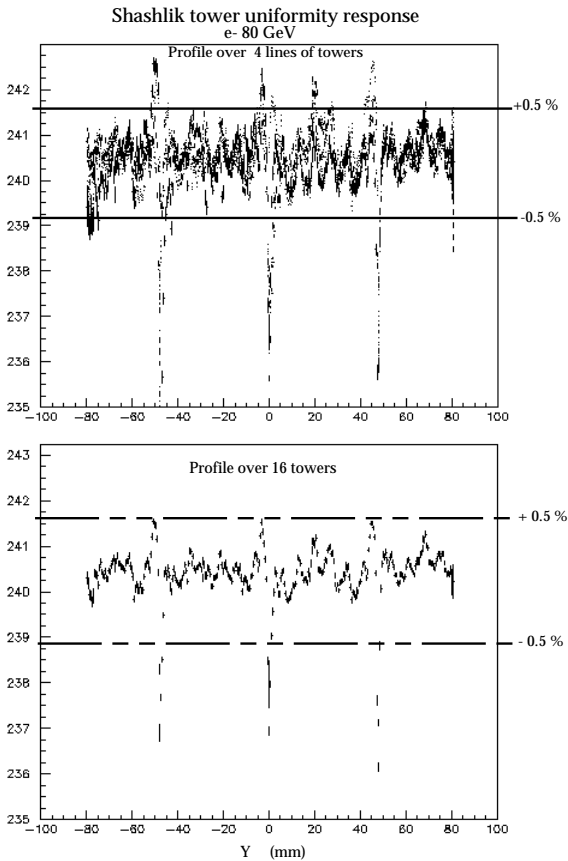 Shashlik tower uniformity response
e- 80 GeV
Profile over 4 lines of towers
242
241
240
239
238
237
236
235
+0.5 %
-0.5 %
−100 −80 −60 −40 −20 0 20 40 60 80 100
Profile over 16 towers
243
242
241
240
239
238
237
236
235
+ 0.5 %
- 0.5 %
−100 −80 −60 −40 −20 0 20 40 60 80 100
Y (mm)